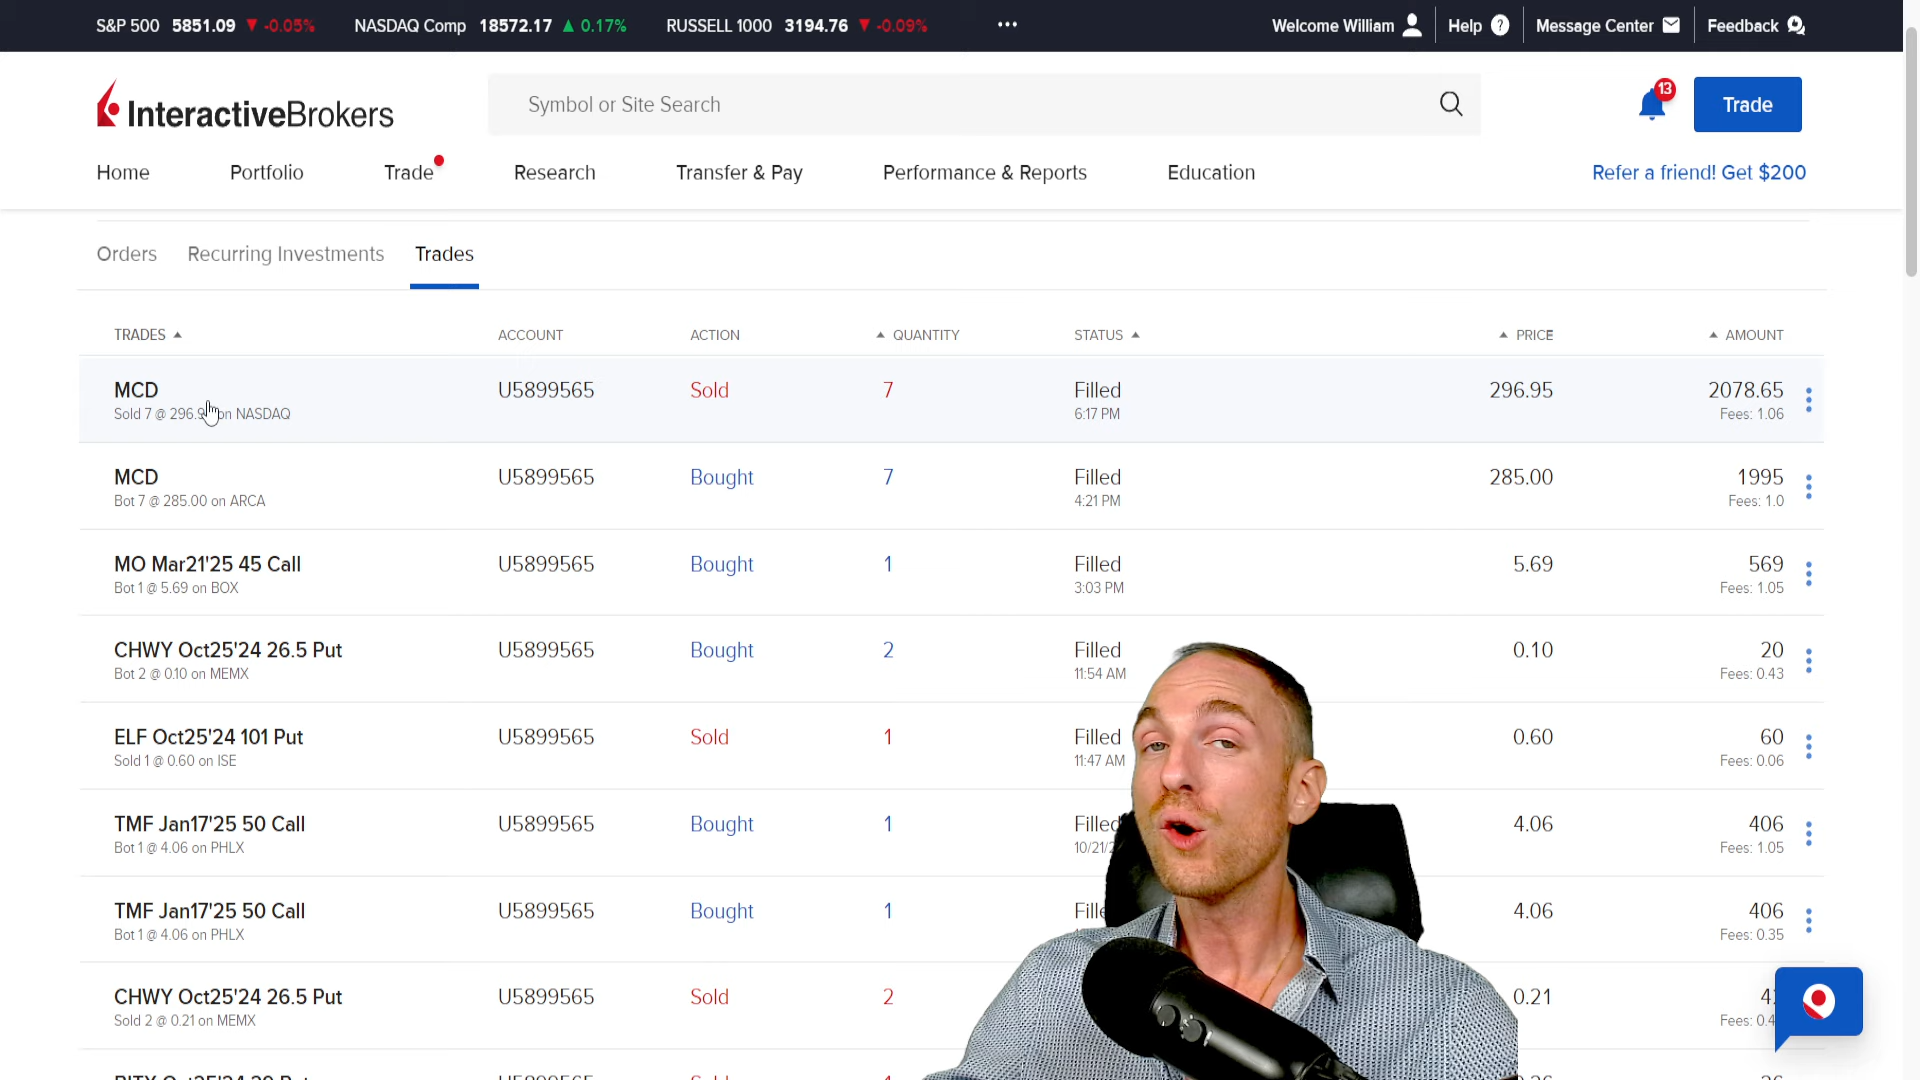 S&P 500 5851.09 ▼ -0.05% NASDAQ Comp 18572.17 ▲ 0.17% RUSSELL 1000 3194.76 ▼ -0.09% ••• Welcome William Help ? Message Center Feedback
InteractiveBrokers Symbol or Site Search 13 Trade
Home Portfolio Trade Research Transfer & Pay Performance & Reports Education Refer a friend! Get $200
Orders Recurring Investments Trades
TRADES ▲ ACCOUNT ACTION ▲ QUANTITY STATUS ▲ ▲ PRICE ▲ AMOUNT
MCD U5899565 Sold 7 Filled 296.95 2078.65
Sold 7 @ 296.9 on NASDAQ 6:17 PM Fees: 1.06
MCD U5899565 Bought 7 Filled 285.00 1995
Bot 7 @ 285.00 on ARCA 4:21 PM Fees: 1.0
MO Mar21'25 45 Call U5899565 Bought 1 Filled 5.69 569
Bot 1 @ 5.69 on BOX 3:03 PM Fees: 1.05
CHWY Oct25'24 26.5 Put U5899565 Bought 2 Filled 0.10 20
Bot 2 @ 0.10 on MEMX 11:54 AM Fees: 0.43
ELF Oct25'24 101 Put U5899565 Sold 1 Filled 0.60 60
Sold 1 @ 0.60 on ISE 11:47 AM Fees: 0.06
TMF Jan17'25 50 Call U5899565 Bought 1 Filled 4.06 406
Bot 1 @ 4.06 on PHLX 10/21/2 Fees: 1.05
TMF Jan17'25 50 Call U5899565 Bought 1 Fille 4.06 406
Bot 1 @ 4.06 on PHLX Fees: 0.35
CHWY Oct25'24 26.5 Put U5899565 Sold 2 0.21 4
Sold 2 @ 0.21 on MEMX Fees: 0.4